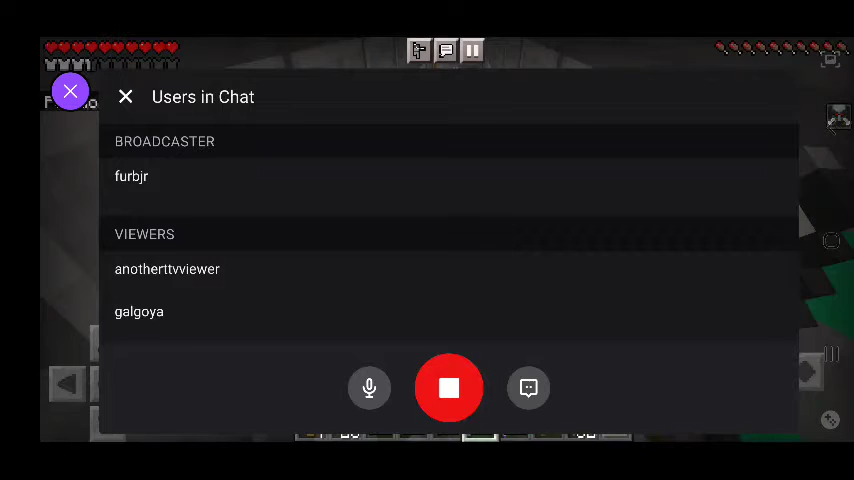 Users in Chat
BROADCASTER
furbjr
VIEWERS
anotherttvviewer
galgoya